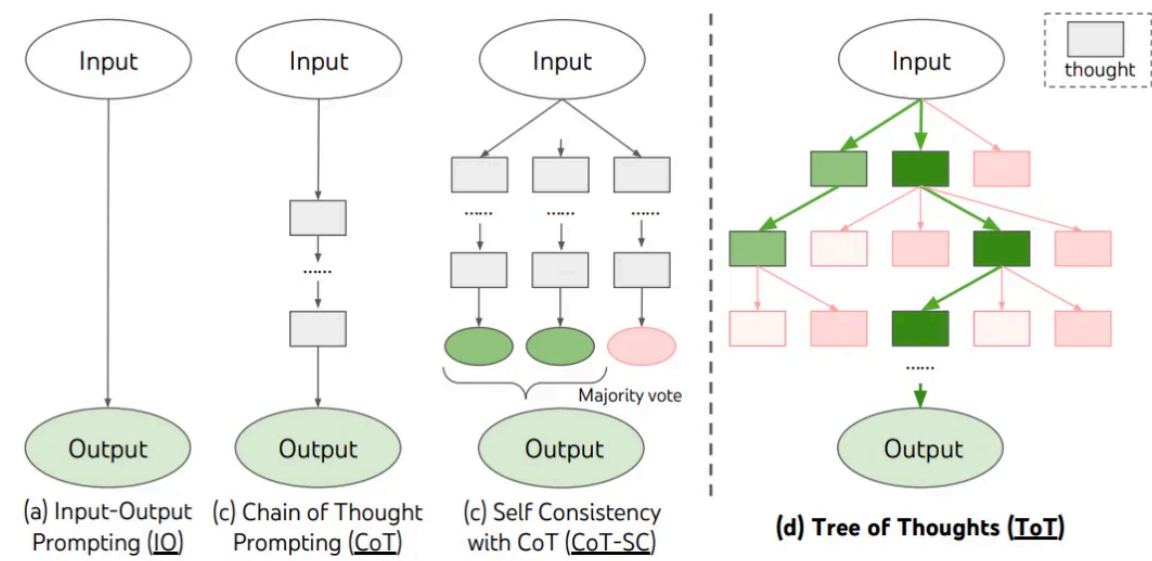 Input
Input
Input
Input
thought
......
......
......
......
......
Majority vote
Output
Output
Output
Output
(a) Input-Output
Prompting (IO)
(c) Chain of Thought
Prompting (CoT)
(c) Self Consistency
with CoT (CoT-SC)
(d) Tree of Thoughts (ToT)